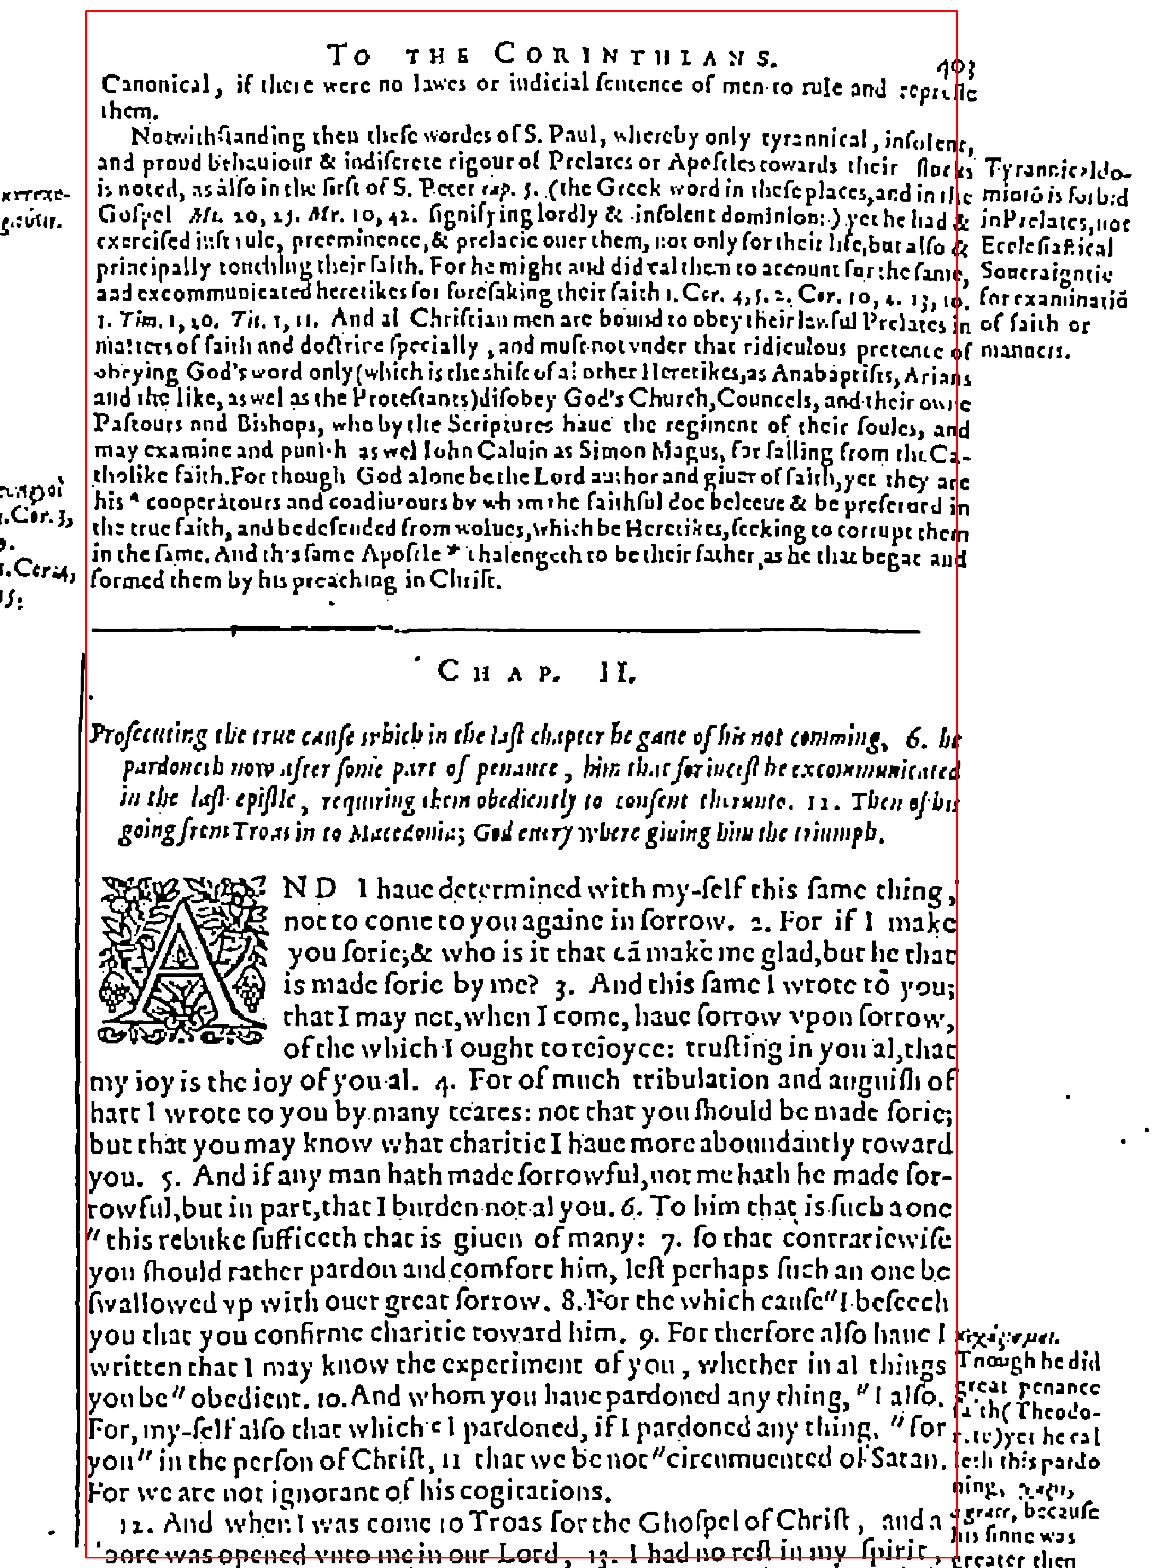 TO THE CORINTHIANS. 403
Canonical, if there were no lawes or iudicial ſentence of men to rule and repreſſe
them.
Notwithſtanding then theſe wordes of S. Paul, whereby only tyrannical, inſolent,
and proud behauiour & indiſcrete rigour of Prelates or Apoſtles towards their flocks
is noted, as alſo in the firſt of S. Peter cap. 5. (the Greek word in theſe places, and in the
Goſpel Mt. 20, 25. Mr. 10, 42. ſignifying lordly & inſolent dominion:) yet he had &
exerciſed iuſt rule, preeminence, & prelacie ouer them, not only for their life, but alſo &
principally touching their faith. For he might and did cal them to account for the ſame,
and excommunicated heretikes for forſaking their faith 1. Cor. 4, 5. 2. Cor. 10, 4. 13, 10.
1. Tim. 1, 20. Tit. 1, 11. And al Chriſtian men are bound to obey their lawful Prelates in
matters of faith and doctrine ſpecially, and muſt not vnder that ridiculous pretence of
obeying God's word only (which is the shift of al other Heretikes, as Anabaptiſts, Arians
and the like, as wel as the Proteſtants) diſobey God's Church, Councels, and their owne
Paſtours and Bishops, who by the Scriptures haue the regiment of their ſoules, and
may examine and punish as wel Iohn Caluin as Simon Magus, for falling from the Ca-
tholike faith. For though God alone be the Lord author and giuer of faith, yet they are
his * cooperatours and coadiutours by whom the faithful doe beleeue & be preſerued in
the true faith, and be defended from wolues, which be Heretikes, ſeeking to corrupt them
in the ſame. And this ſame Apoſtle * chalengeth to be their father, as he that begat and
formed them by his preaching in Chriſt.
Tyrannical do-
miniō is forbid
in Prelates, not
Eccleſiaſtical
Soueraigntie
for examinatiō
of faith or
manners.
1. Cor. 3,
9.
1. Cor. 4,
15.
CHAP. II.
Proſecuting the true cauſe which in the laſt chapter he gaue of his not comming, 6. he
pardoneth now after ſome part of penance, him that for inceſt he excommunicated
in the laſt epiſtle, requiring them obediently to conſent therunto. 12. Then of his
going from Troas in to Macedonia; God euery where giuing him the triumph.
AND I haue determined with my-ſelf this ſame thing,
not to come to you againe in ſorrow. 2. For if I make
you ſorie; & who is it that cā make me glad, but he that
is made ſorie by me? 3. And this ſame I wrote to you;
that I may not, when I come, haue ſorrow vpon ſorrow,
of the which I ought to reioyce: truſting in you al, that
my ioy is the ioy of you al. 4. For of much tribulation and anguiſh of
hart I wrote to you by many teares: not that you ſhould be made ſorie;
but that you may know what charitie I haue more aboundantly toward
you. 5. And if any man hath made ſorrowful, not me hath he made ſor-
rowful, but in part, that I burden not al you. 6. To him that is ſuch a one
" this rebuke ſufficeth that is giuen of many: 7. ſo that contrariewiſe
you ſhould rather pardon and comfort him, leſt perhaps ſuch an one be
ſwallowed vp with ouer great ſorrow. 8. For the which cauſe " I beſeech
you that you confirme charitie toward him. 9. For therfore alſo haue I
written that I may know the experiment of you, whether in al things
you be " obedient. 10. And whom you haue pardoned any thing, " I alſo.
For, my-ſelf alſo that which c I pardoned, if I pardoned any thing, " for
you " in the perſon of Chriſt, 11 that we be not " circumuented of Satan.
For we are not ignorant of his cogitations.
12. And when I was come to Troas for the Ghoſpel of Chriſt, and a
doore was opened vnto me in our Lord, 13. I had no reſt in my ſpirit,
Though he did
great penance
ſaith (Theodo-
rete) yet he cal
leth this pardo
ning,
grace, because
his ſinne was
greater then